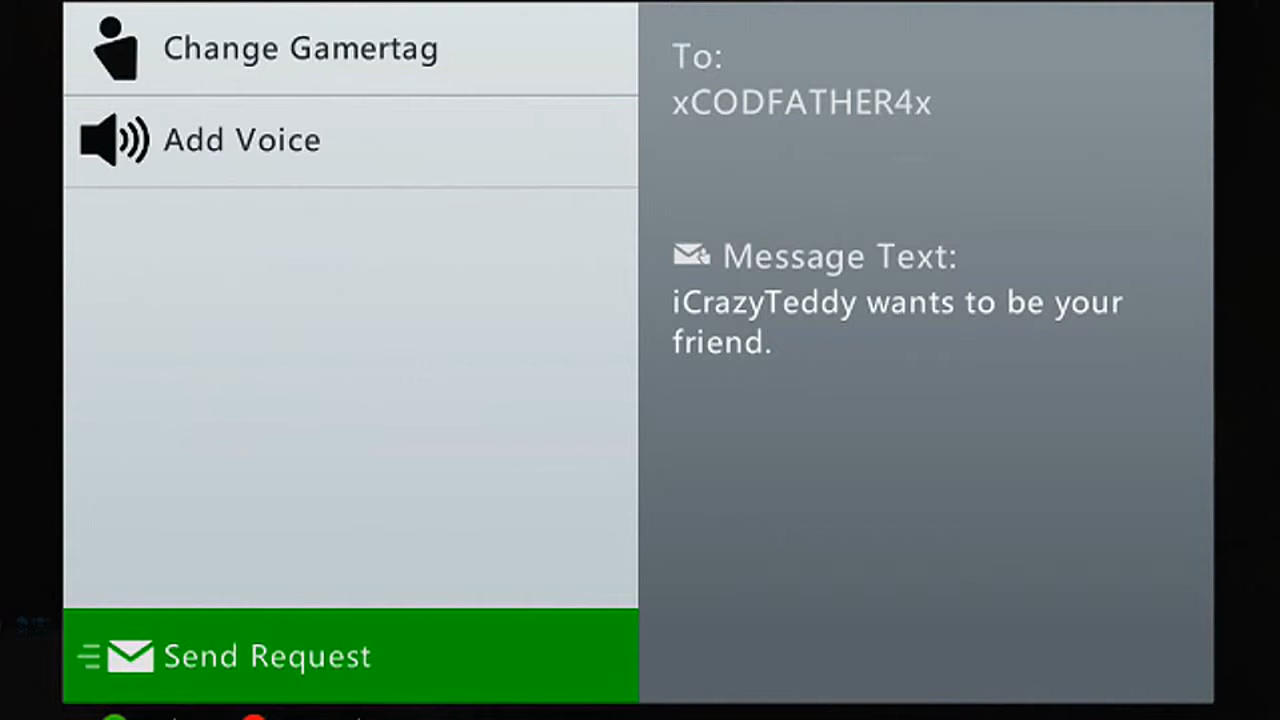 Change Gamertag
Add Voice
Send Request
To:
xCODFATHER4x
Message Text:
iCrazyTeddy wants to be your
friend.